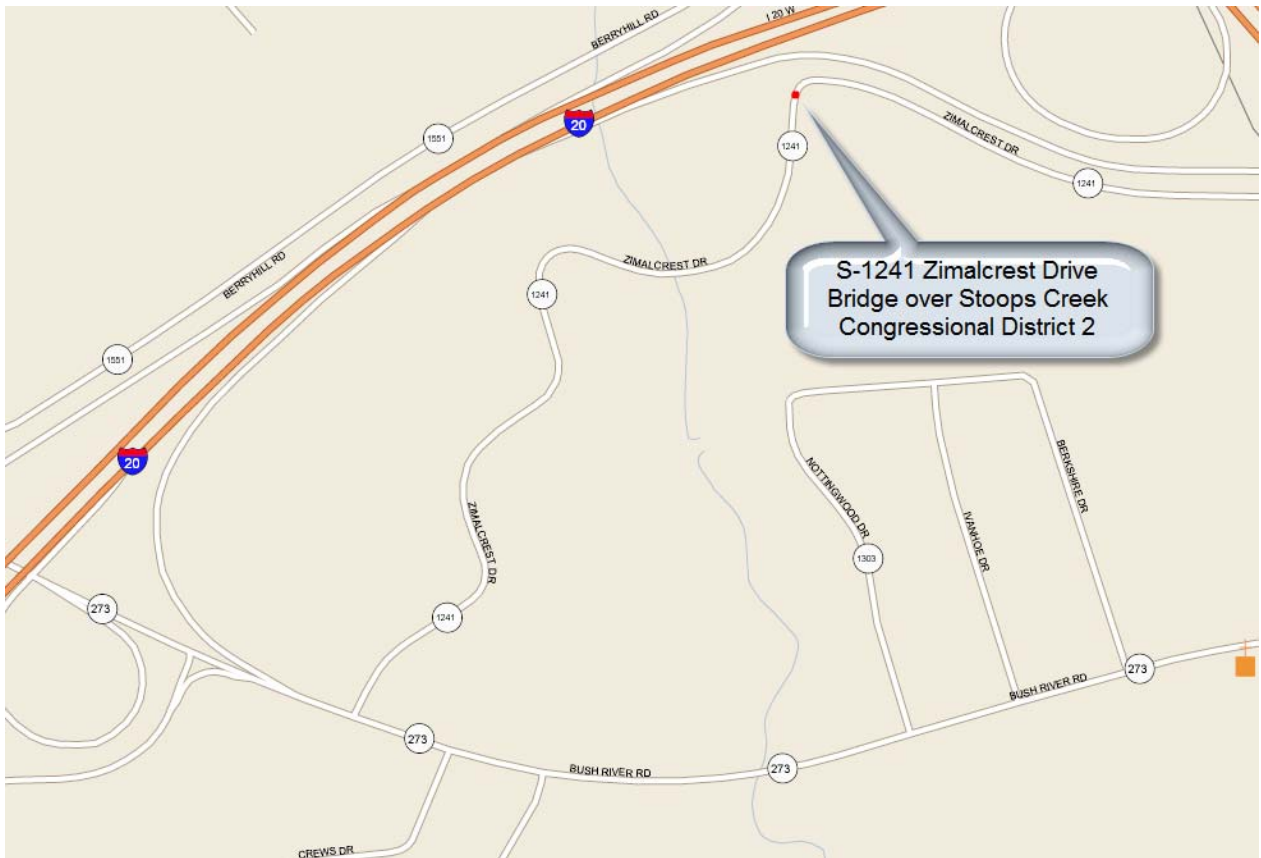 I 20 W
BERRYHILL RD
20
1551
ZIMALCREST DR
1241
1241
S-1241 Zimalcrest Drive
Bridge over Stoops Creek
Congressional District 2
ZIMALCREST DR
BERRYHILL RD
1241
1551
20
NOTTINGWOOD DR
BERKSHIRE DR
IVANHOE DR
ZIMALCREST DR
1303
273
1241
273
BUSH RIVER RD
273
BUSH RIVER RD
273
CREWS DR